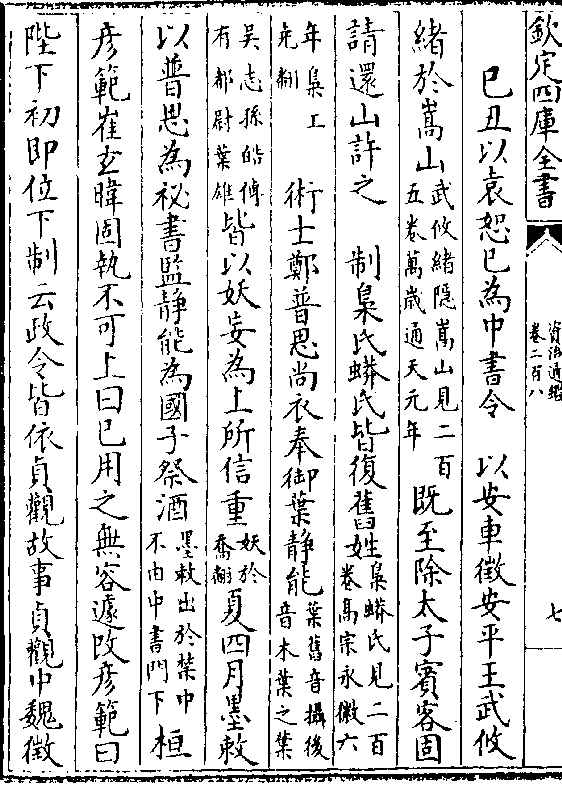 欽定四庫全書
資治通鑑
卷二百八
七
己丑以袁恕己為中書令　以安車徵安平王武攸
緒於嵩山武攸緒隱嵩山見二百五卷萬歲通天元年既至除太子賓客固
請還山許之　制梟氏蟒氏皆復舊姓梟蟒氏見二百卷高宗永徽六
年梟工堯翻　術士鄭普思尚衣奉御葉静能葉舊音攝後音木葉之葉
吳志孫皓傳有都尉葉雄皆以妖妄為上所信重妖於喬翻夏四月墨敕
以普思為祕書監静能為國子祭酒墨敕出於禁中不由中書門下桓
彦範崔玄暐固執不可上曰已用之無容遽改彦範曰
陛下初即位下制云政令皆依貞觀故事貞觀中魏徵